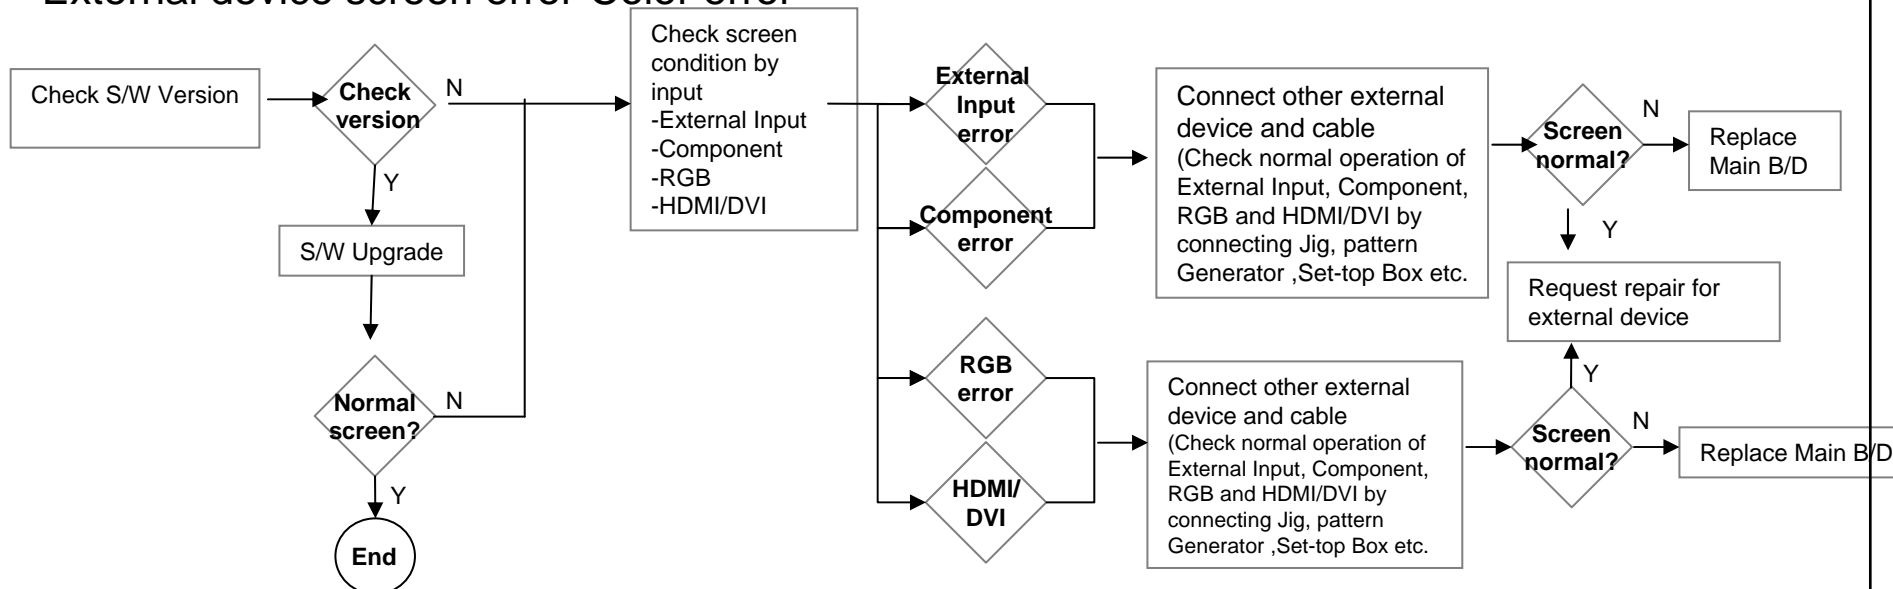 External device screen error-Color error
Check S/W Version
Check
version
N
Y
S/W Upgrade
Normal
screen?
N
Y
End
Check screen
condition by
input
-External Input
-Component
-RGB
-HDMI/DVI
External
Input
error
Component
error
RGB
error
HDMI/
DVI
Connect other external
device and cable
(Check normal operation of
External Input, Component,
RGB and HDMI/DVI by
connecting Jig, pattern
Generator ,Set-top Box etc.
Screen
normal?
N
Replace
Main B/D
Y
Request repair for
external device
Connect other external
device and cable
(Check normal operation of
External Input, Component,
RGB and HDMI/DVI by
connecting Jig, pattern
Generator ,Set-top Box etc.
Y
Screen
normal?
N
Replace Main B/D